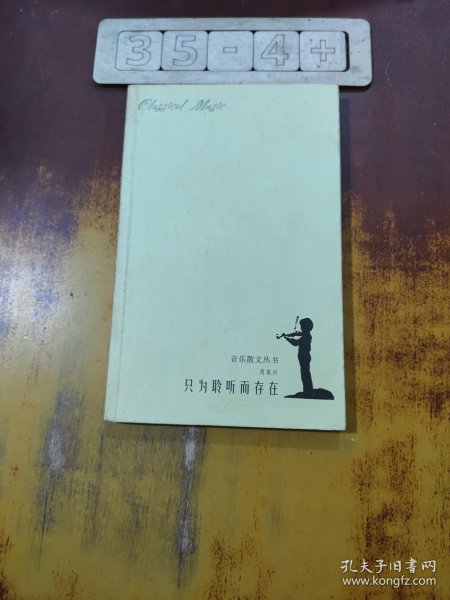 35-4+
Classical Music
音乐散文丛书
肖复兴
只为聆听而存在
孔夫子旧书网
www.kongfz.com